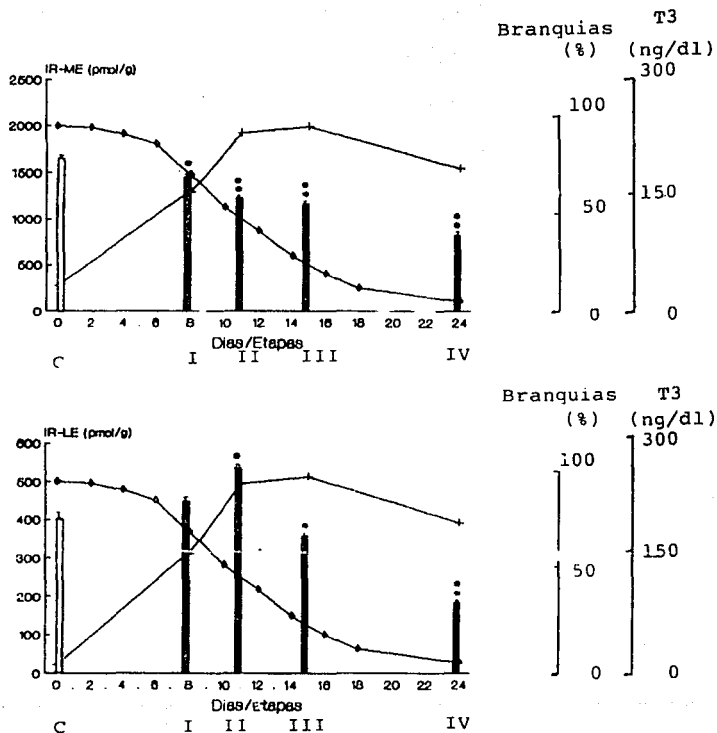 T3
Branquias
(%) (ng/dl)
IR-ME (pmol/g)
2500
2000
1500
1000
500
0
0 2 4 6 8 10 12 14 16 18 20 22 24
Dias/Etapas
C I II III IV
100
50
0
300
150
0
Branquias T3
(%) (ng/dl)
IR-LE (pmol/g)
600
500
400
300
200
100
0
0 2 4 6 8 10 12 14 16 18 20 22 24
Dias/Etapas
C I II III IV
100
50
0
300
150
0